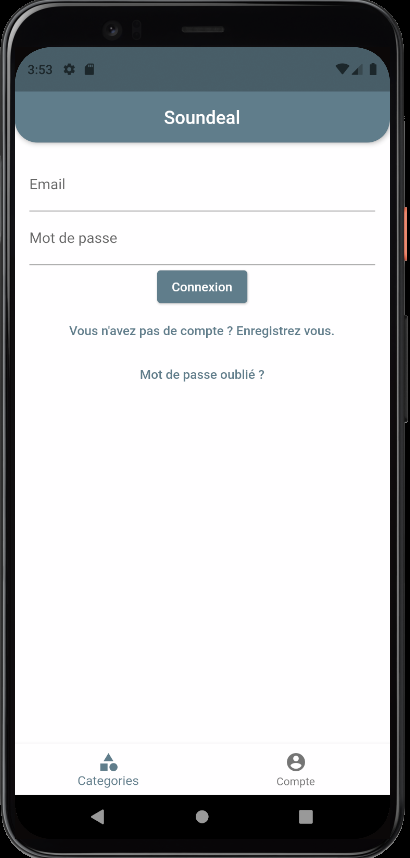 3:53
Soundeal
Email
Mot de passe
Connexion
Vous n'avez pas de compte ? Enregistrez vous.
Mot de passe oublié ?
Categories
Compte